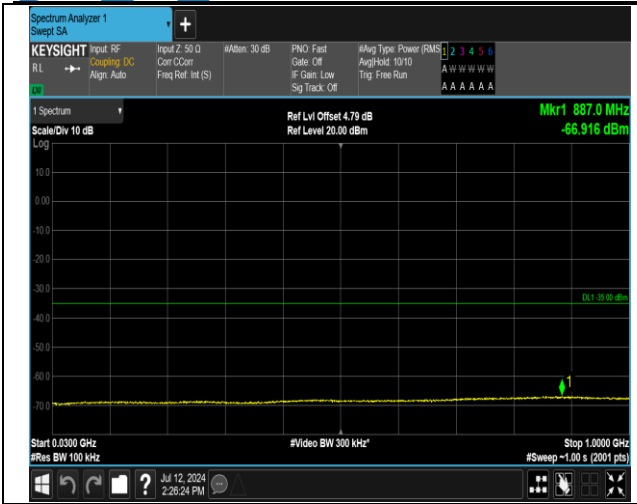 Spectrum Analyzer 1
Swept SA
KEYSIGHT
RL
Input: RF
Coupling: DC
Align: Auto
Input Z: 50 Ω
Corr CCorr
Freq Ref: Int (S)
#Atten: 30 dB
PNO: Fast
Gate: Off
IF Gain: Low
Sig Track: Off
#Avg Type: Power (RMS
Avg|Hold: 10/10
Trig: Free Run
1 2 3 4 5 6
A W W W W W
A A A A A A
1 Spectrum
Scale/Div 10 dB
Ref Lvl Offset 4.79 dB
Ref Level 20.00 dBm
Mkr1 887.0 MHz
-66.916 dBm
Log
10.0
0.00
-10.0
-20.0
-30.0
DL1 -35.00 dBm
-40.0
-50.0
-60.0
1
-70.0
Start 0.0300 GHz
#Res BW 100 kHz
#Video BW 300 kHz*
Stop 1.0000 GHz
#Sweep ~1.00 s (2001 pts)
Jul 12, 2024
2:26:24 PM